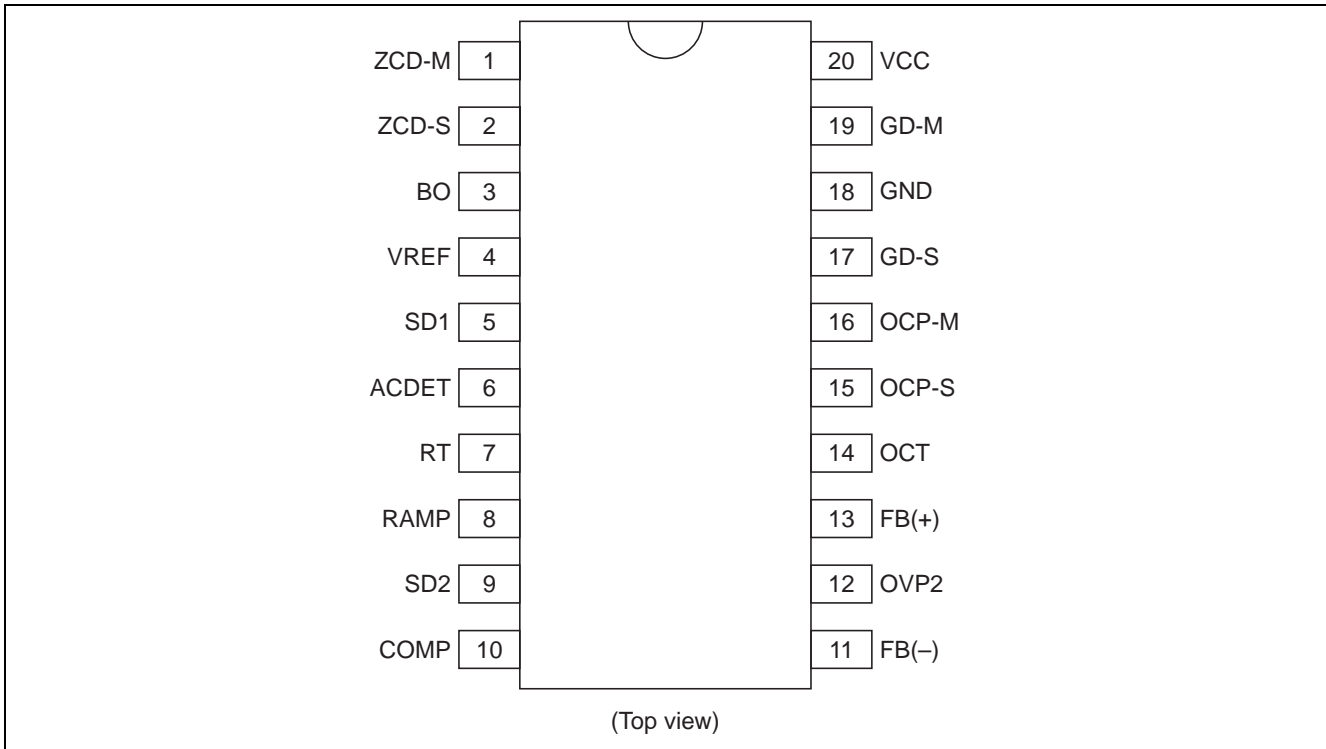 ZCD-M 1 20 VCC
ZCD-S 2 19 GD-M
BO 3 18 GND
VREF 4 17 GD-S
SD1 5 16 OCP-M
ACDET 6 15 OCP-S
RT 7 14 OCT
RAMP 8 13 FB(+)
SD2 9 12 OVP2
COMP 10 11 FB(–)
(Top view)